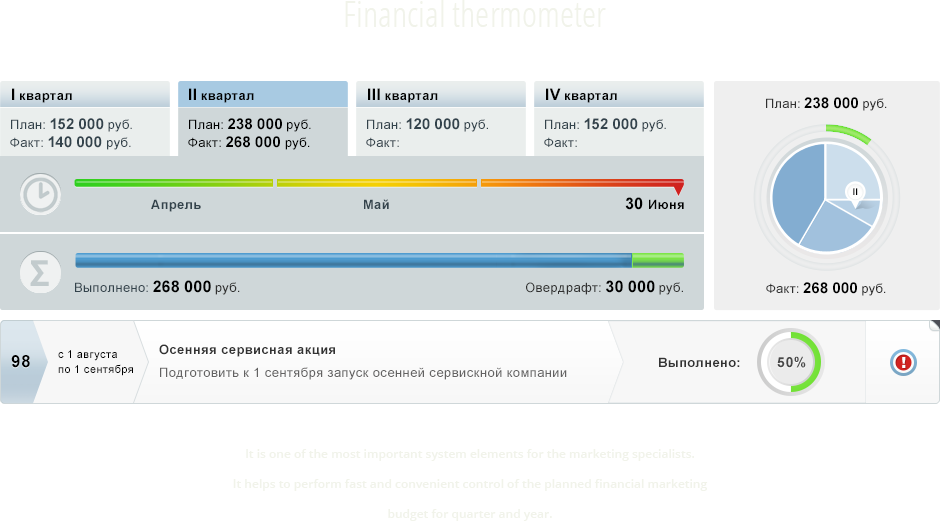 Financial thermometer
I квартал
План: 152 000 руб.
Факт: 140 000 руб.
II квартал
План: 238 000 руб.
Факт: 268 000 руб.
III квартал
План: 120 000 руб.
Факт:
IV квартал
План: 152 000 руб.
Факт:
Апрель
Май
30 Июня
Σ
Выполнено: 268 000 руб.
Овердрафт: 30 000 руб.
План: 238 000 руб.
II
Факт: 268 000 руб.
98
с 1 августа
по 1 сентября
Осенняя сервисная акция
Подготовить к 1 сентября запуск осенней сервискной компании
Выполнено:
50%
It is one of the most important system elements for the marketing specialists.
It helps to perform fast and convenient control of the planned financial marketing
budget for quarter and year.